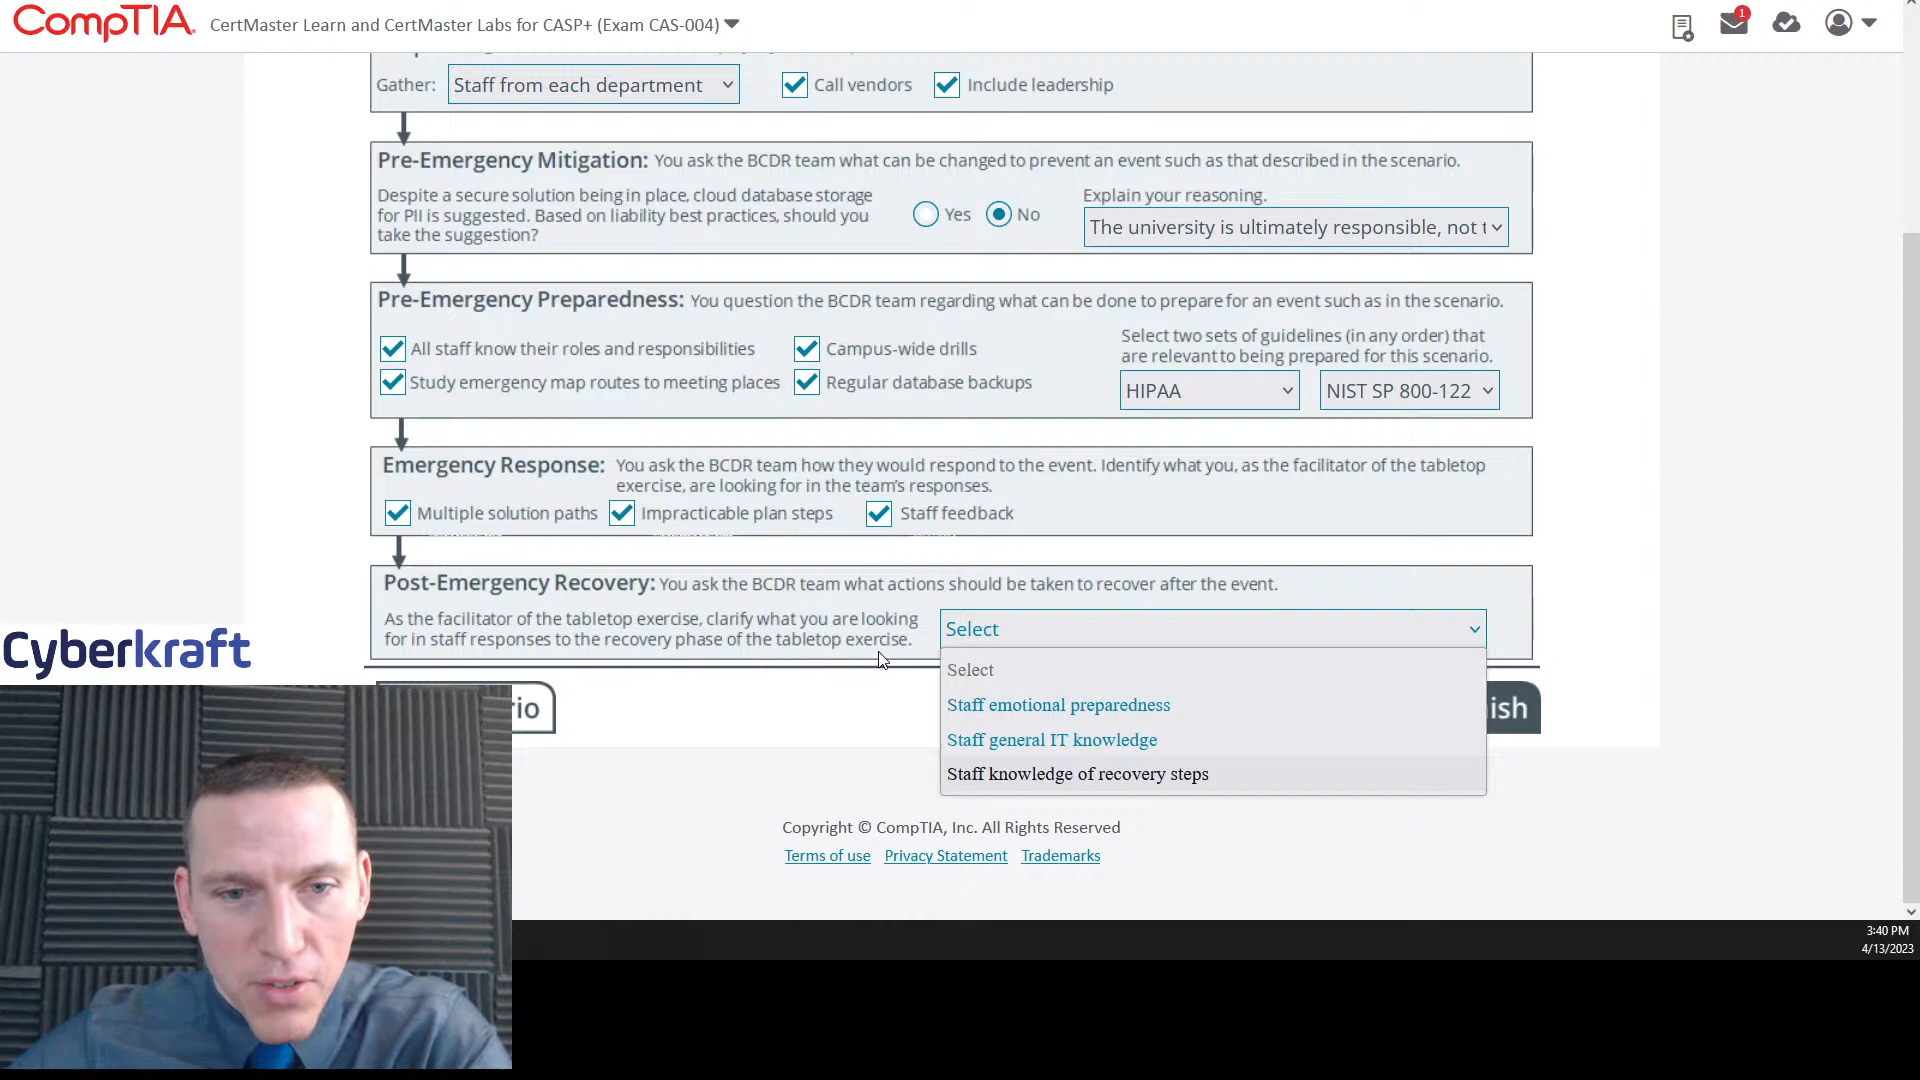 CompTIA.
CertMaster Learn and CertMaster Labs for CASP+ (Exam CAS-004)
1
Gather:
Staff from each department
Call vendors
Include leadership
Pre-Emergency Mitigation: You ask the BCDR team what can be changed to prevent an event such as that described in the scenario.
Despite a secure solution being in place, cloud database storage
for PII is suggested. Based on liability best practices, should you
take the suggestion?
Yes
No
Explain your reasoning.
The university is ultimately responsible, not t
Pre-Emergency Preparedness: You question the BCDR team regarding what can be done to prepare for an event such as in the scenario.
All staff know their roles and responsibilities
Campus-wide drills
Study emergency map routes to meeting places
Regular database backups
Select two sets of guidelines (in any order) that
are relevant to being prepared for this scenario.
HIPAA
NIST SP 800-122
Emergency Response: You ask the BCDR team how they would respond to the event. Identify what you, as the facilitator of the tabletop
exercise, are looking for in the team's responses.
Multiple solution paths
Impracticable plan steps
Staff feedback
Post-Emergency Recovery: You ask the BCDR team what actions should be taken to recover after the event.
As the facilitator of the tabletop exercise, clarify what you are looking
for in staff responses to the recovery phase of the tabletop exercise.
Select
Select
Staff emotional preparedness
Staff general IT knowledge
Staff knowledge of recovery steps
Cyberkraft
rio
ish
Copyright © CompTIA, Inc. All Rights Reserved
Terms of use
Privacy Statement
Trademarks
3:40 PM
4/13/2023